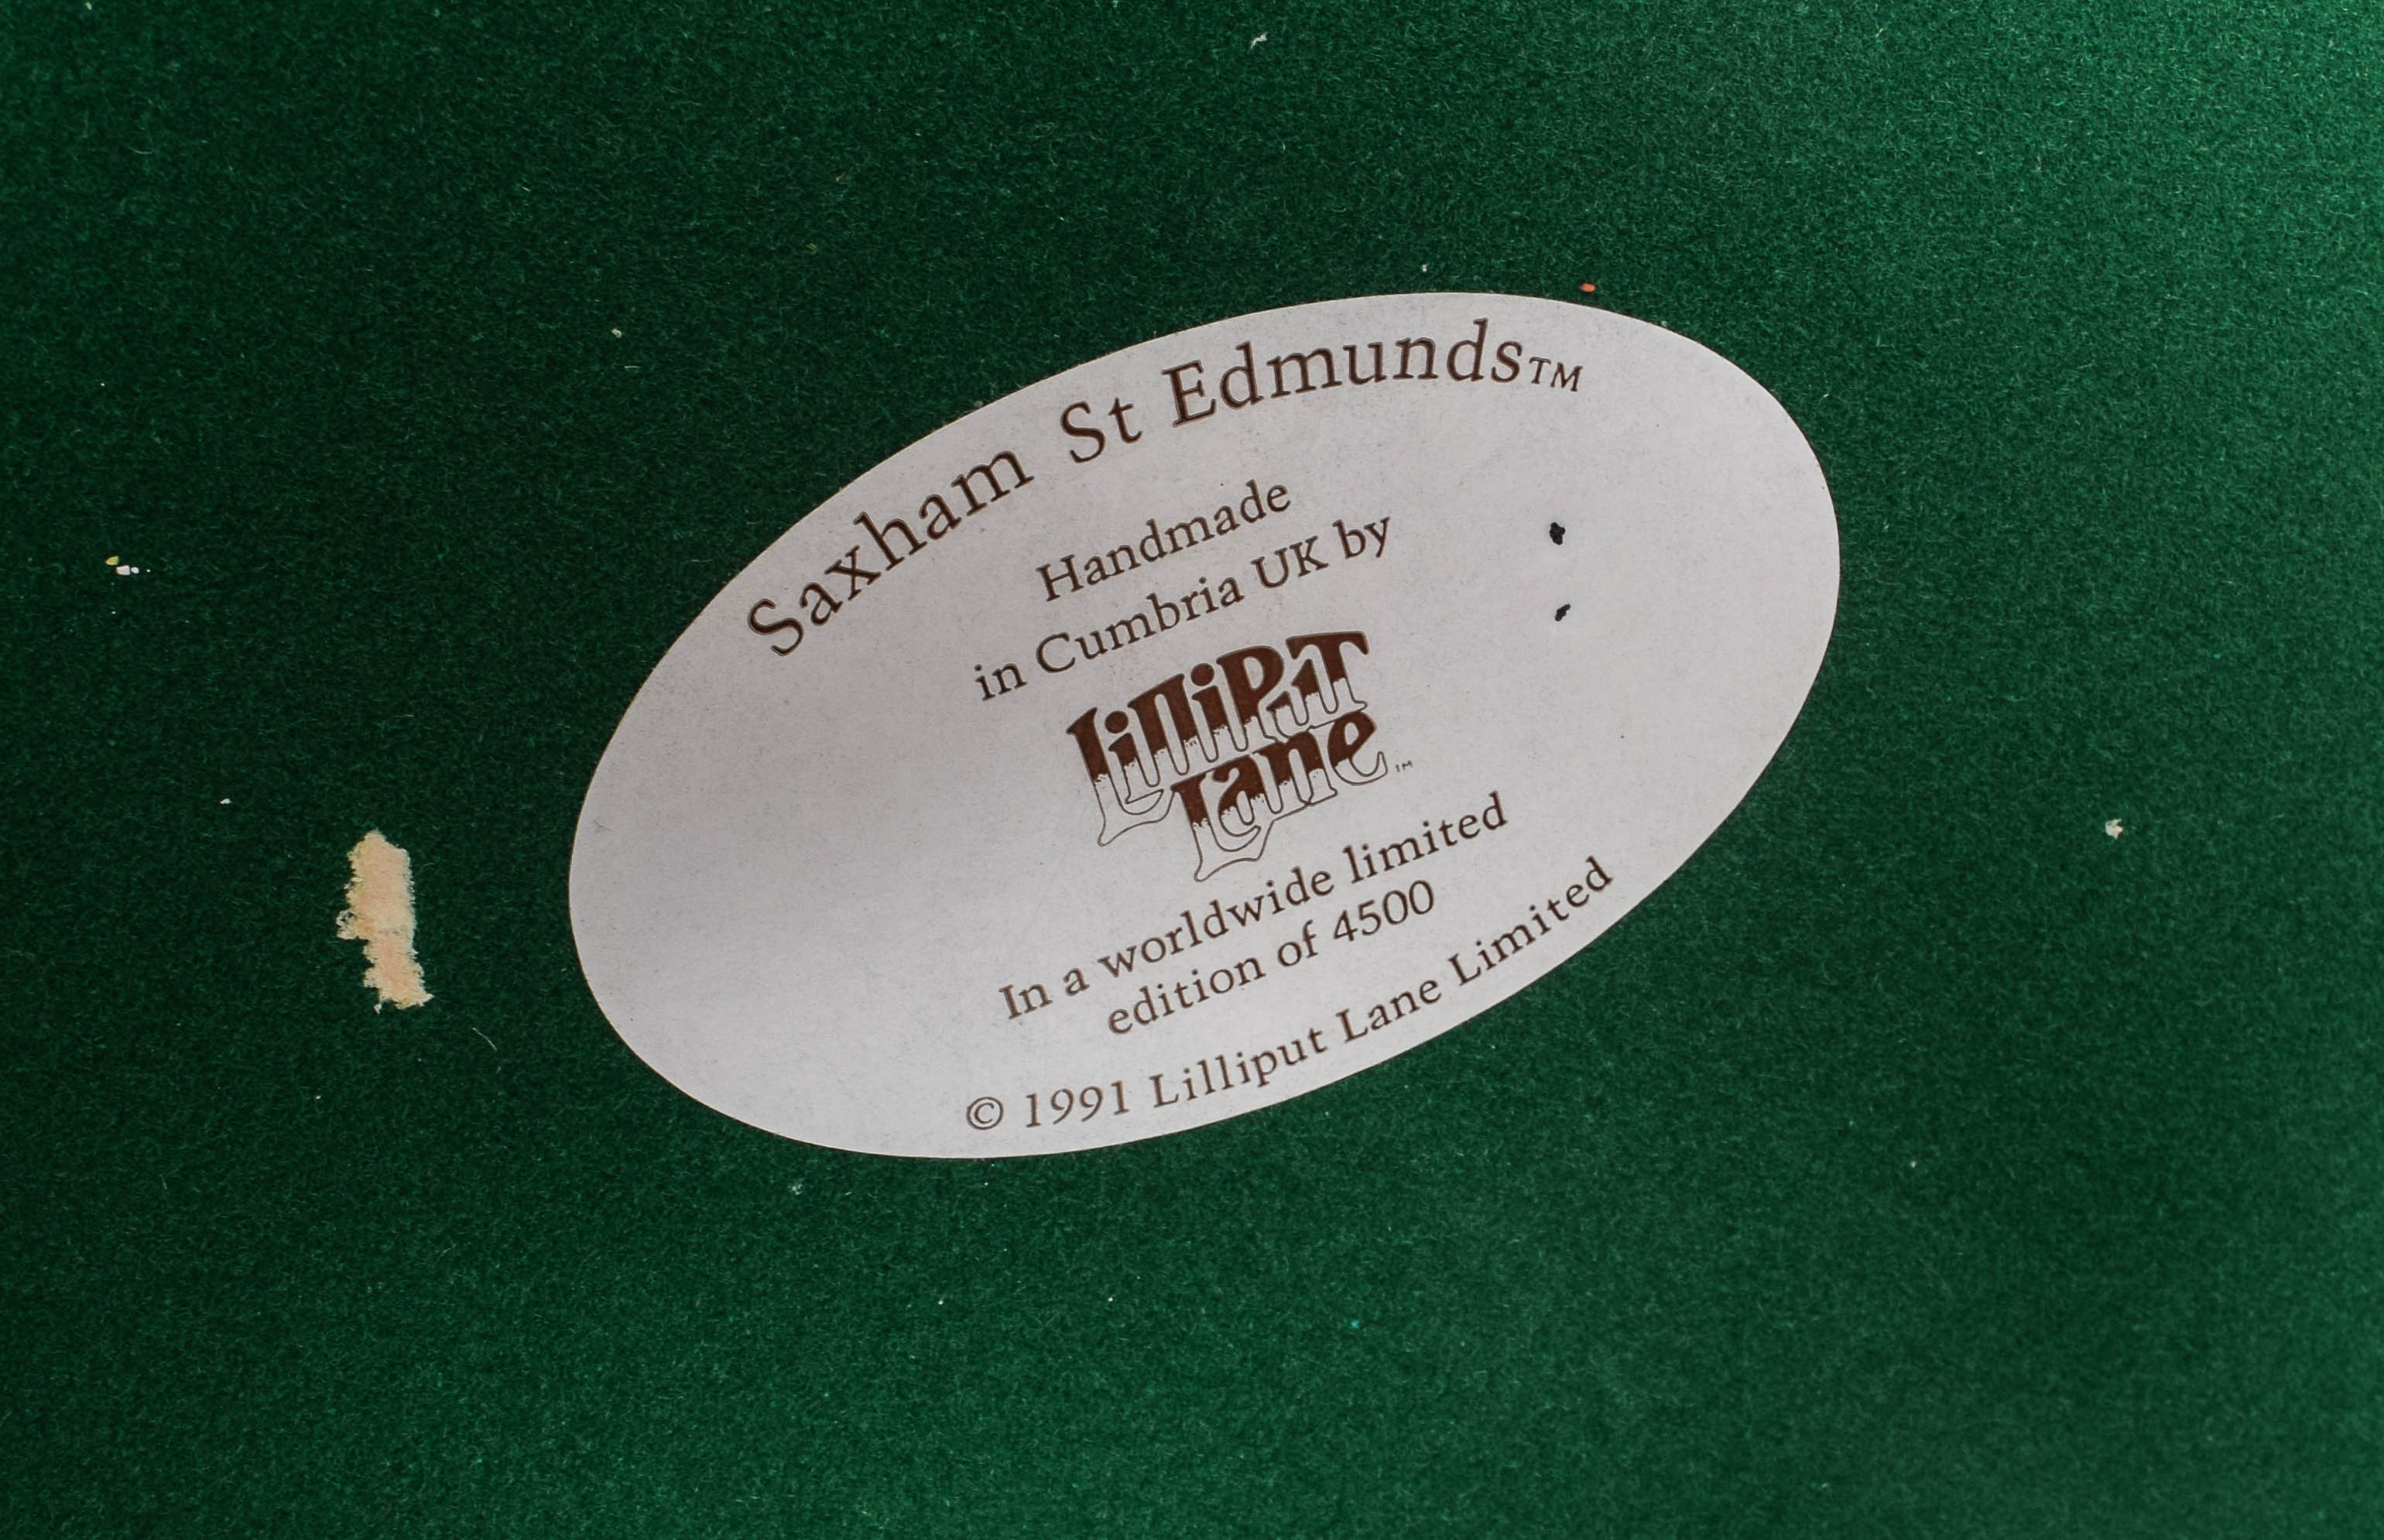 Saxham St Edmunds™
Handmade
in Cumbria UK by
Lilliput
Lane™
In a worldwide limited
edition of 4500
© 1991 Lilliput Lane Limited